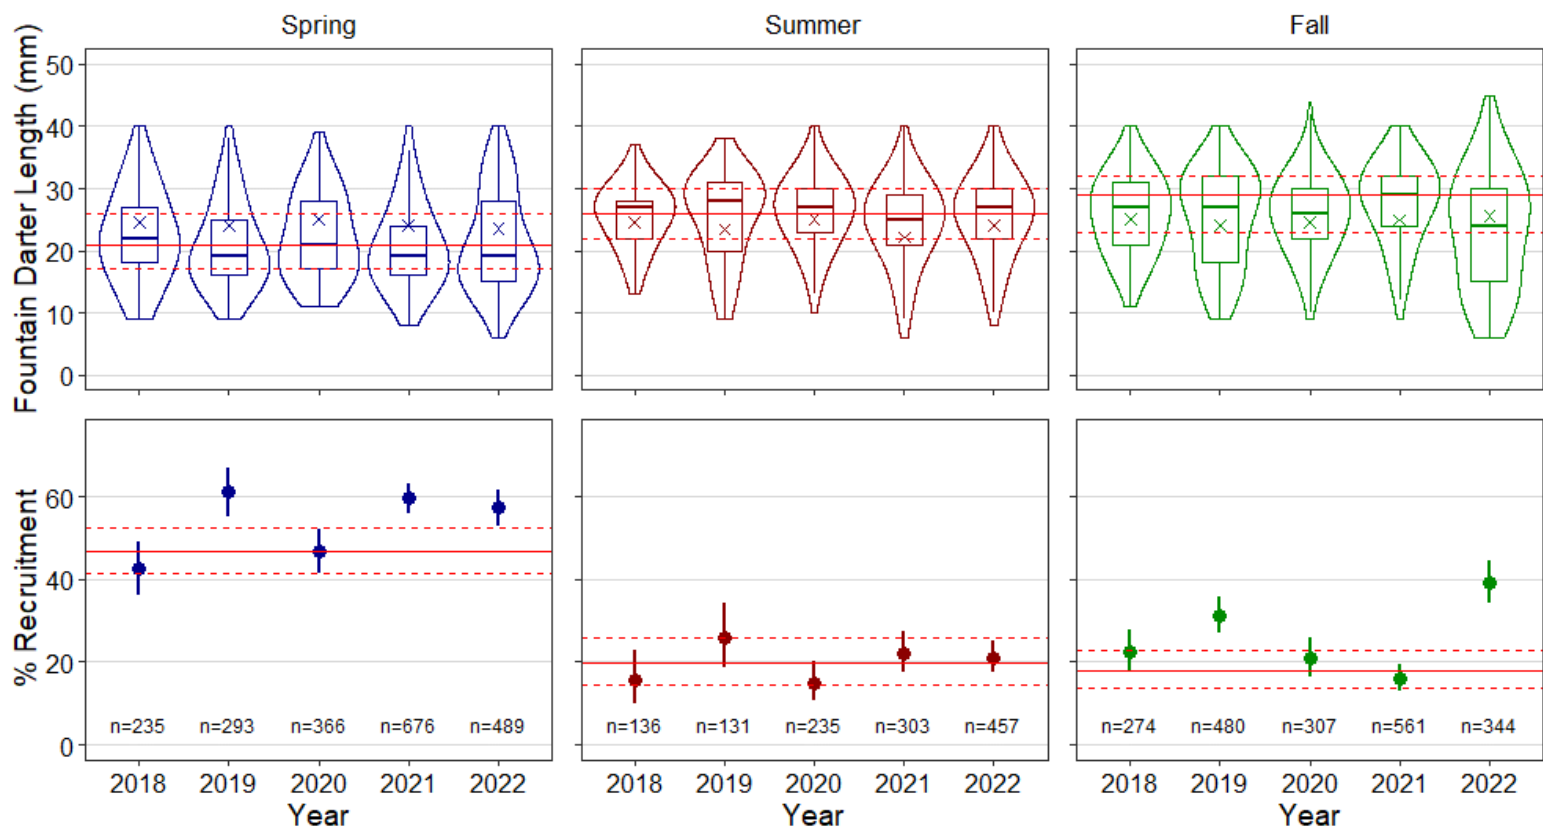 Spring Summer Fall
Fountain Darter Length (mm)
50
40
30
20
10
0
% Recruitment
60
40
20
0
n=235 n=293 n=366 n=676 n=489 n=136 n=131 n=235 n=303 n=457 n=274 n=480 n=307 n=561 n=344
2018 2019 2020 2021 2022 2018 2019 2020 2021 2022 2018 2019 2020 2021 2022
Year Year Year